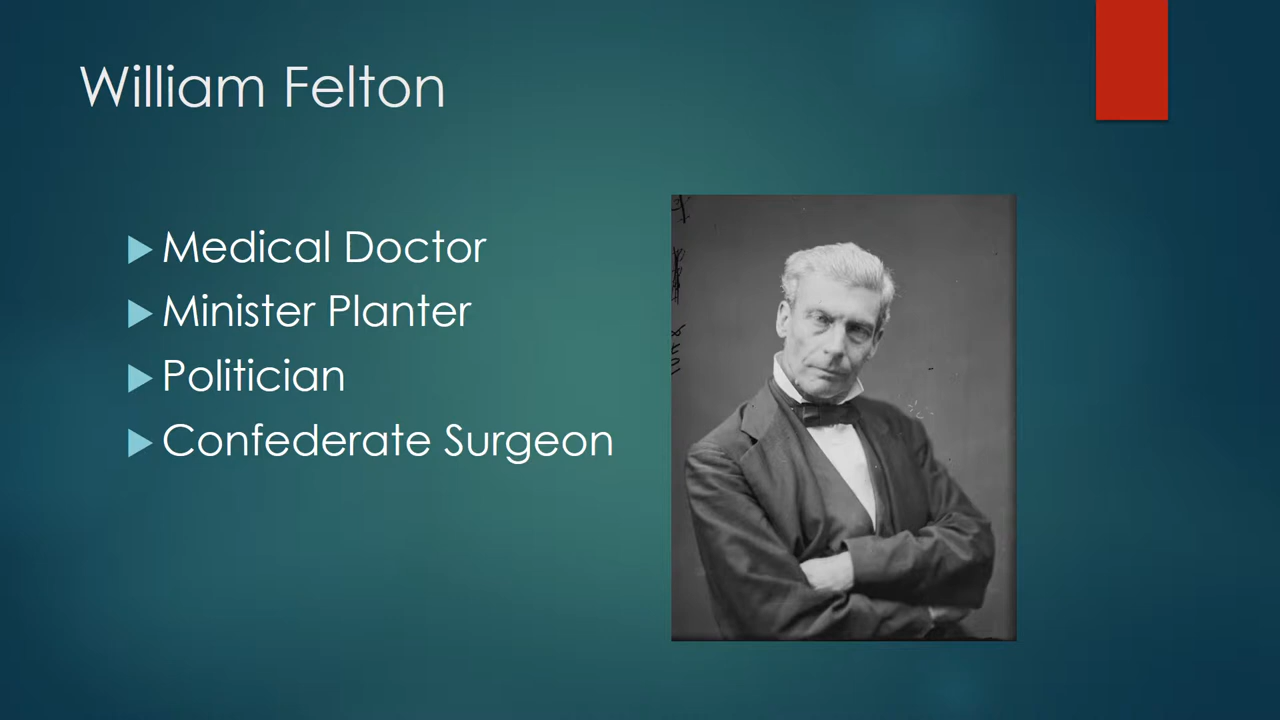 William Felton
Medical Doctor
Minister Planter
Politician
Confederate Surgeon